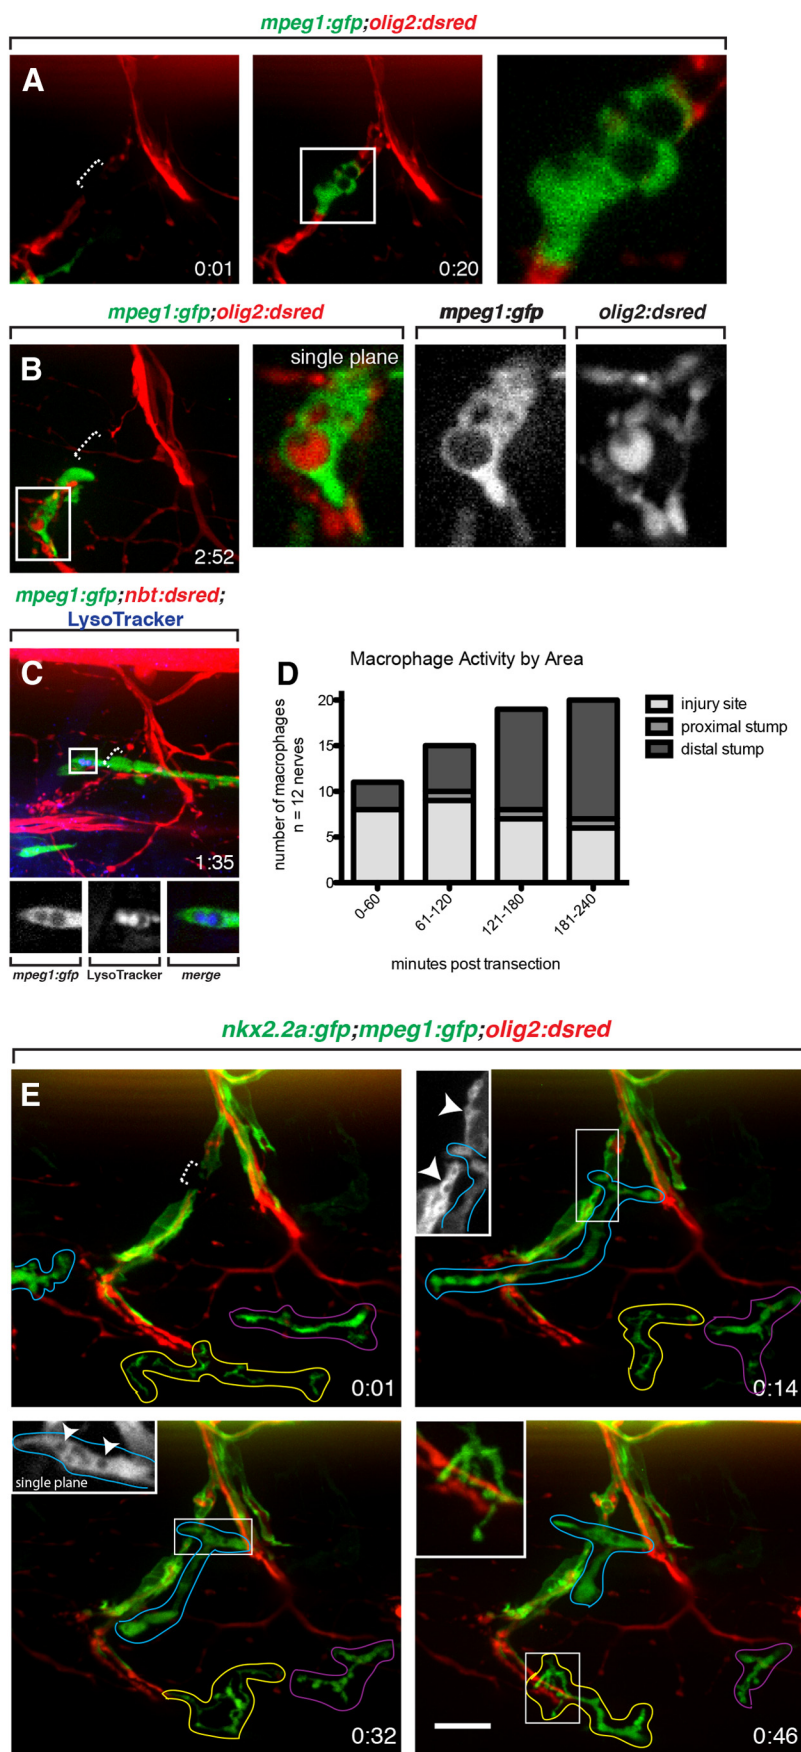 mpeg1:gfp;olig2:dsred
A
0:01
0:20
mpeg1:gfp;olig2:dsred
mpeg1:gfp
olig2:dsred
B
2:52
single plane
mpeg1:gfp;nbt:dsred;
LysoTracker
C
1:35
mpeg1:gfp
LysoTracker
merge
D
Macrophage Activity by Area
number of macrophages
n = 12 nerves
20
15
10
5
0
0-60
61-120
121-180
181-240
minutes post transection
injury site
proximal stump
distal stump
nkx2.2a:gfp;mpeg1:gfp;olig2:dsred
E
0:01
0:14
single plane
0:32
0:46